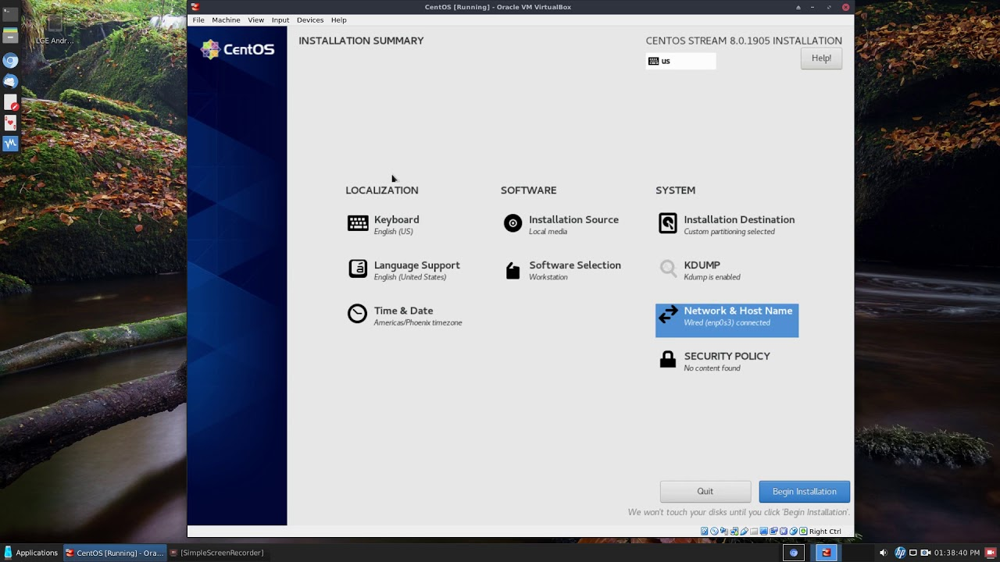 CentOS [Running] - Oracle VM VirtualBox
File Machine View Input Devices Help
LGE Andr...
CentOS
INSTALLATION SUMMARY
CENTOS STREAM 8.0.1905 INSTALLATION
us
Help!
LOCALIZATION
Keyboard
English (US)
Language Support
English (United States)
Time & Date
Americas/Phoenix timezone
SOFTWARE
Installation Source
Local media
Software Selection
Workstation
SYSTEM
Installation Destination
Custom partitioning selected
KDUMP
Kdump is enabled
Network & Host Name
Wired (enp0s3) connected
SECURITY POLICY
No content found
Quit
Begin Installation
We won't touch your disks until you click 'Begin Installation'.
Right Ctrl
Applications
CentOS [Running] - Ora...
[SimpleScreenRecorder]
01:38:40 PM